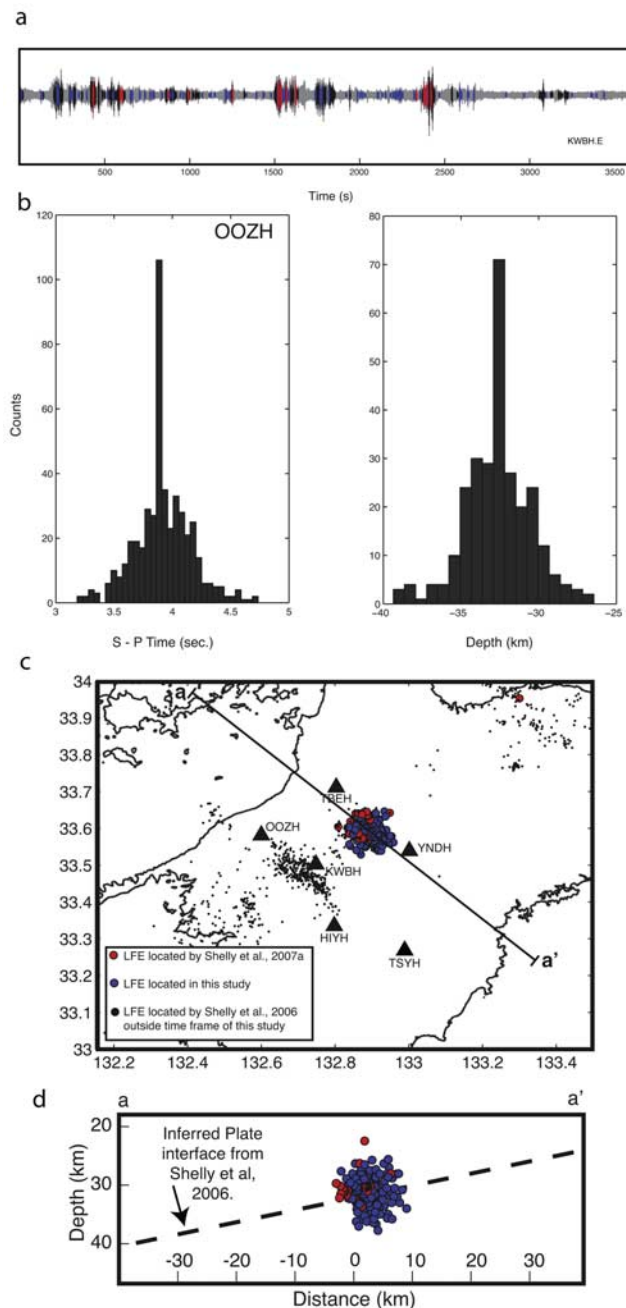 a
KWBH.E
500 1000 1500 2000 2500 3000 3500
Time (s)
b
OOZH
120
100
80
60
40
20
0
Counts
3 3.5 4 4.5 5
S - P Time (sec.)
80
70
60
50
40
30
20
10
0
−40 −35 −30 −25
Depth (km)
c
34
33.9
33.8
33.7
33.6
33.5
33.4
33.3
33.2
33.1
33
a
TBEH
OOZH
YNDH
KWBH
HIYH
TSYH
a'
LFE located by Shelly et al., 2007a
LFE located in this study
LFE located by Shelly et al., 2006
outside time frame of this study
132.2 132.4 132.6 132.8 133 133.2 133.4
d
a a'
20
30
40
Depth (km)
Inferred Plate
interface from
Shelly et al,
2006.
-30 -20 -10 0 10 20 30
Distance (km)